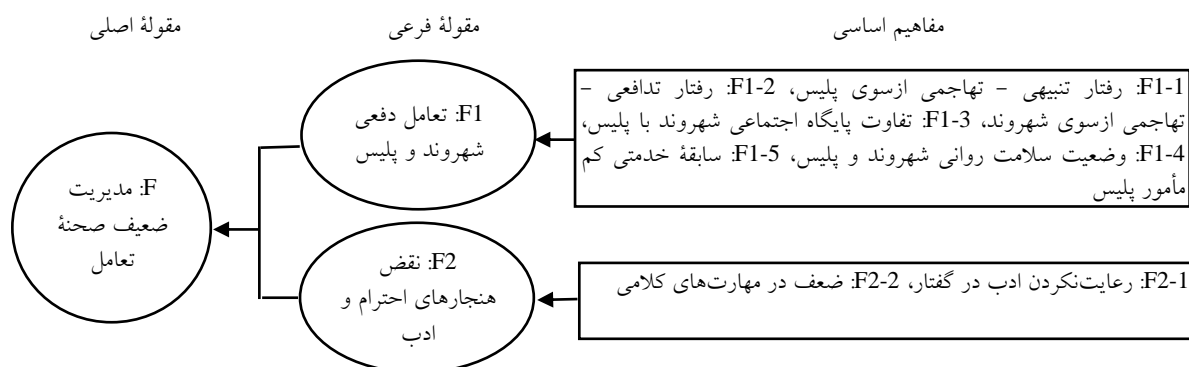 مفاهیم اساسی
مقولهٔ فرعی
مقولهٔ اصلی
F1-1: رفتار تنبیهی – تهاجمی ازسوی پلیس، F1-2: رفتار تدافعی –
تهاجمی ازسوی شهروند، F1-3: تفاوت پایگاه اجتماعی شهروند با پلیس،
F1-4: وضعیت سلامت روانی شهروند و پلیس، F1-5: سابقهٔ خدمتی کم
مأمور پلیس
F1: تعامل دفعی
شهروند و پلیس
F2-1: رعایت‌نکردن ادب در گفتار، F2-2: ضعف در مهارت‌های کلامی
F2: نقض
هنجارهای احترام و
ادب
F: مدیریت
ضعیف صحنهٔ
تعامل